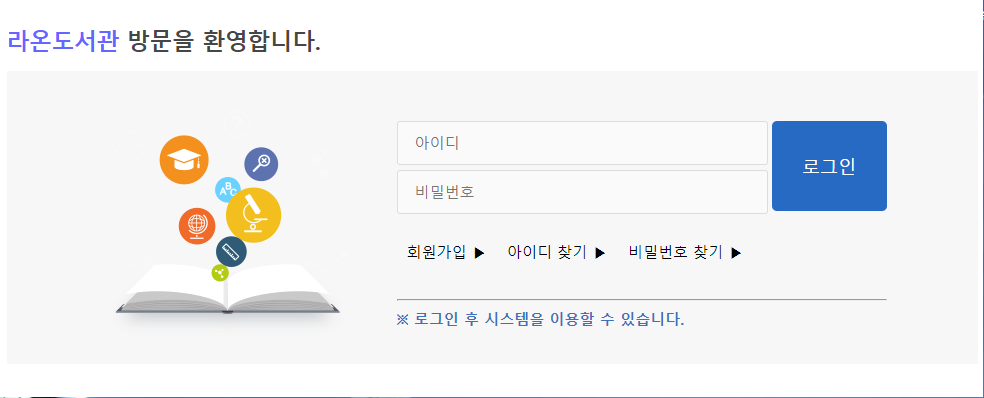 라온도서관 방문을 환영합니다.
ABC
아이디
비밀번호
로그인
회원가입 ▶ 아이디 찾기 ▶ 비밀번호 찾기 ▶
※ 로그인 후 시스템을 이용할 수 있습니다.